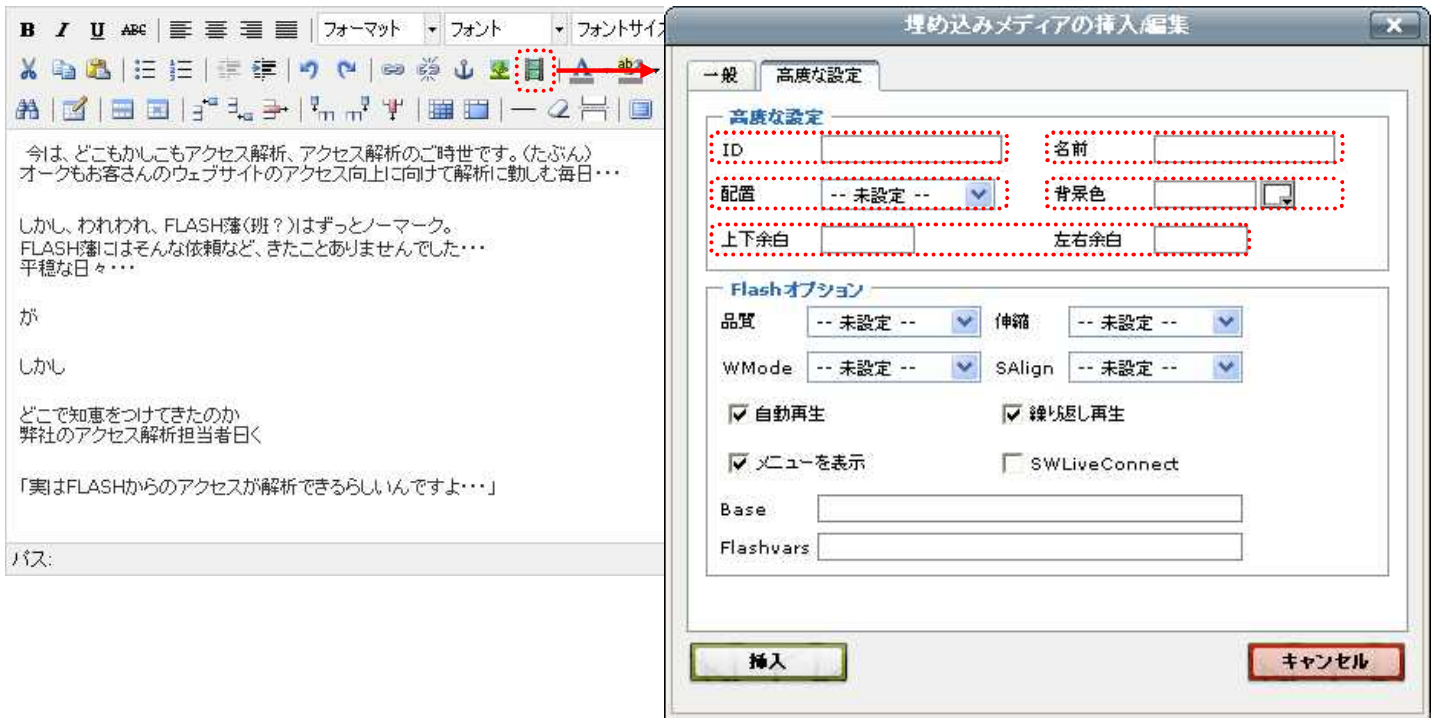 B I U ABC フォーマット フォント フォントサイズ
今は、どこもかしこもアクセス解析、アクセス解析のご時世です。(たぶん)
オークもお客さんのウェブサイトのアクセス向上に向けて解析に勤しむ毎日・・・
しかし、われわれ、FLASH藩(班？)はずっとノーマーク。
FLASH藩にはそんな依頼など、きたことありませんでした・・・
平穏な日々・・・
が
しかし
どこで知恵をつけてきたのか
弊社のアクセス解析担当者曰く
「実はFLASHからのアクセスが解析できるらしいんですよ・・・」
パス:
埋め込みメディアの挿入/編集
一般 高度な設定
高度な設定
ID 名前
配置 -- 未設定 -- 背景色
上下余白 左右余白
Flashオプション
品質 -- 未設定 -- 伸縮 -- 未設定 --
WMode -- 未設定 -- SAlign -- 未設定 --
自動再生 繰り返し再生
メニューを表示 SWLiveConnect
Base
Flashvars
挿入 キャンセル